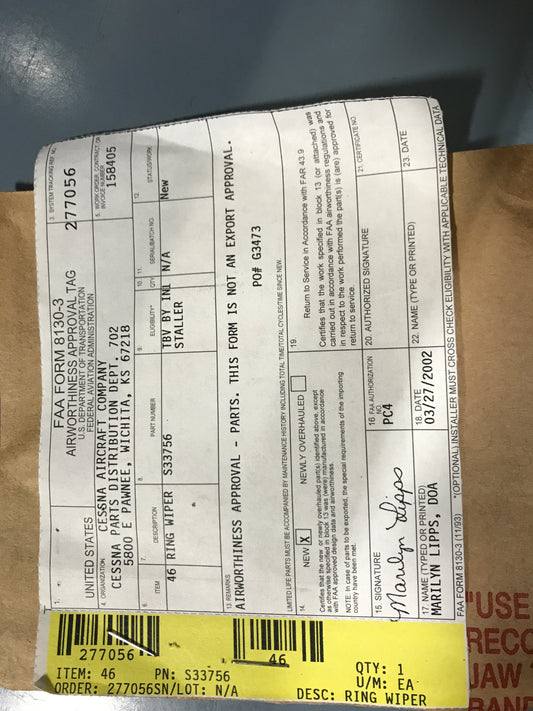 1.
UNITED STATES
FAA FORM 8130-3
AIRWORTHINESS APPROVAL TAG
U.S. DEPARTMENT OF TRANSPORTATION
FEDERAL AVIATION ADMINISTRATION
3. SYSTEM TRACKING REF. NO.
277056
4. ORGANIZATION
CESSNA AIRCRAFT COMPANY
CESSNA PARTS DISTRIBUTION DEPT 702
5800 E PAWNEE, WICHITA, KS 67218
5. WORK ORDER, CONTRACT OR
INVOICE NUMBER
158405
6. ITEM
7. DESCRIPTION
8. PART NUMBER
9. ELIGIBILITY*
10. QTY
11. SERIAL/BATCH NO.
12. STATUS/WORK
46 RING WIPER
S33756
TBV BY IN
STALLER
1
N/A
New
13. REMARKS
AIRWORTHINESS APPROVAL - PARTS. THIS FORM IS NOT AN EXPORT APPROVAL.
PO# G3473
LIMITED LIFE PARTS MUST BE ACCOMPANIED BY MAINTENANCE HISTORY INCLUDING TOTAL TIME/TOTAL CYCLES/TIME SINCE NEW.
14.
NEW X
NEWLY OVERHAULED
Certifies that the new or newly overhauled part(s) identified above, except
as otherwise specified in block 13 was (were) manufactured in accordance
with FAA approved design data and airworthiness.
NOTE: In case of parts to be exported, the special requirements of the importing
country have been met.
19.
Return to Service in Accordance with FAR 43.9
Certifies that the work specified in block 13 (or attached) was
carried out in accordance with FAA airworthiness regulations and
in respect to the work performed the part(s) is (are) approved for
return to service.
15. SIGNATURE
Marilyn Lipps
16. FAA AUTHORIZATION
NO.
PC4
20. AUTHORIZED SIGNATURE
21. CERTIFICATE NO.
17. NAME (TYPED OR PRINTED)
MARILYN LIPPS, DOA
18. DATE
03/27/2002
22. NAME (TYPE OR PRINTED)
23. DATE
FAA FORM 8130-3 (11/93)
*(OPTIONAL) INSTALLER MUST CROSS CHECK ELIGIBILITY WITH APPLICABLE TECHNICAL DATA
277056
46
ITEM: 46
PN: S33756
QTY: 1
ORDER: 277056
SN/LOT: N/A
U/M: EA
DESC: RING WIPER
"USE
RECO
JAW
BAND